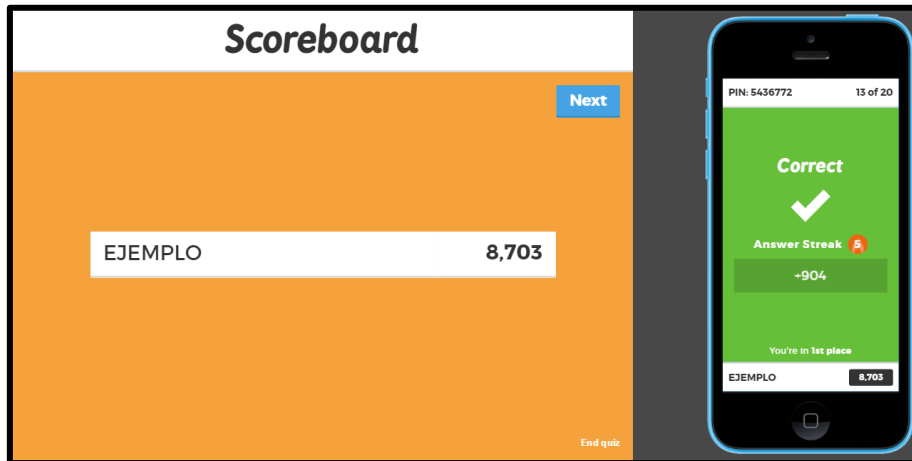 Scoreboard
Next
EJEMPLO 8,703
End quiz
PIN: 5436772 13 of 20
Correct
Answer Streak 5
+904
You're in 1st place
EJEMPLO 8,703